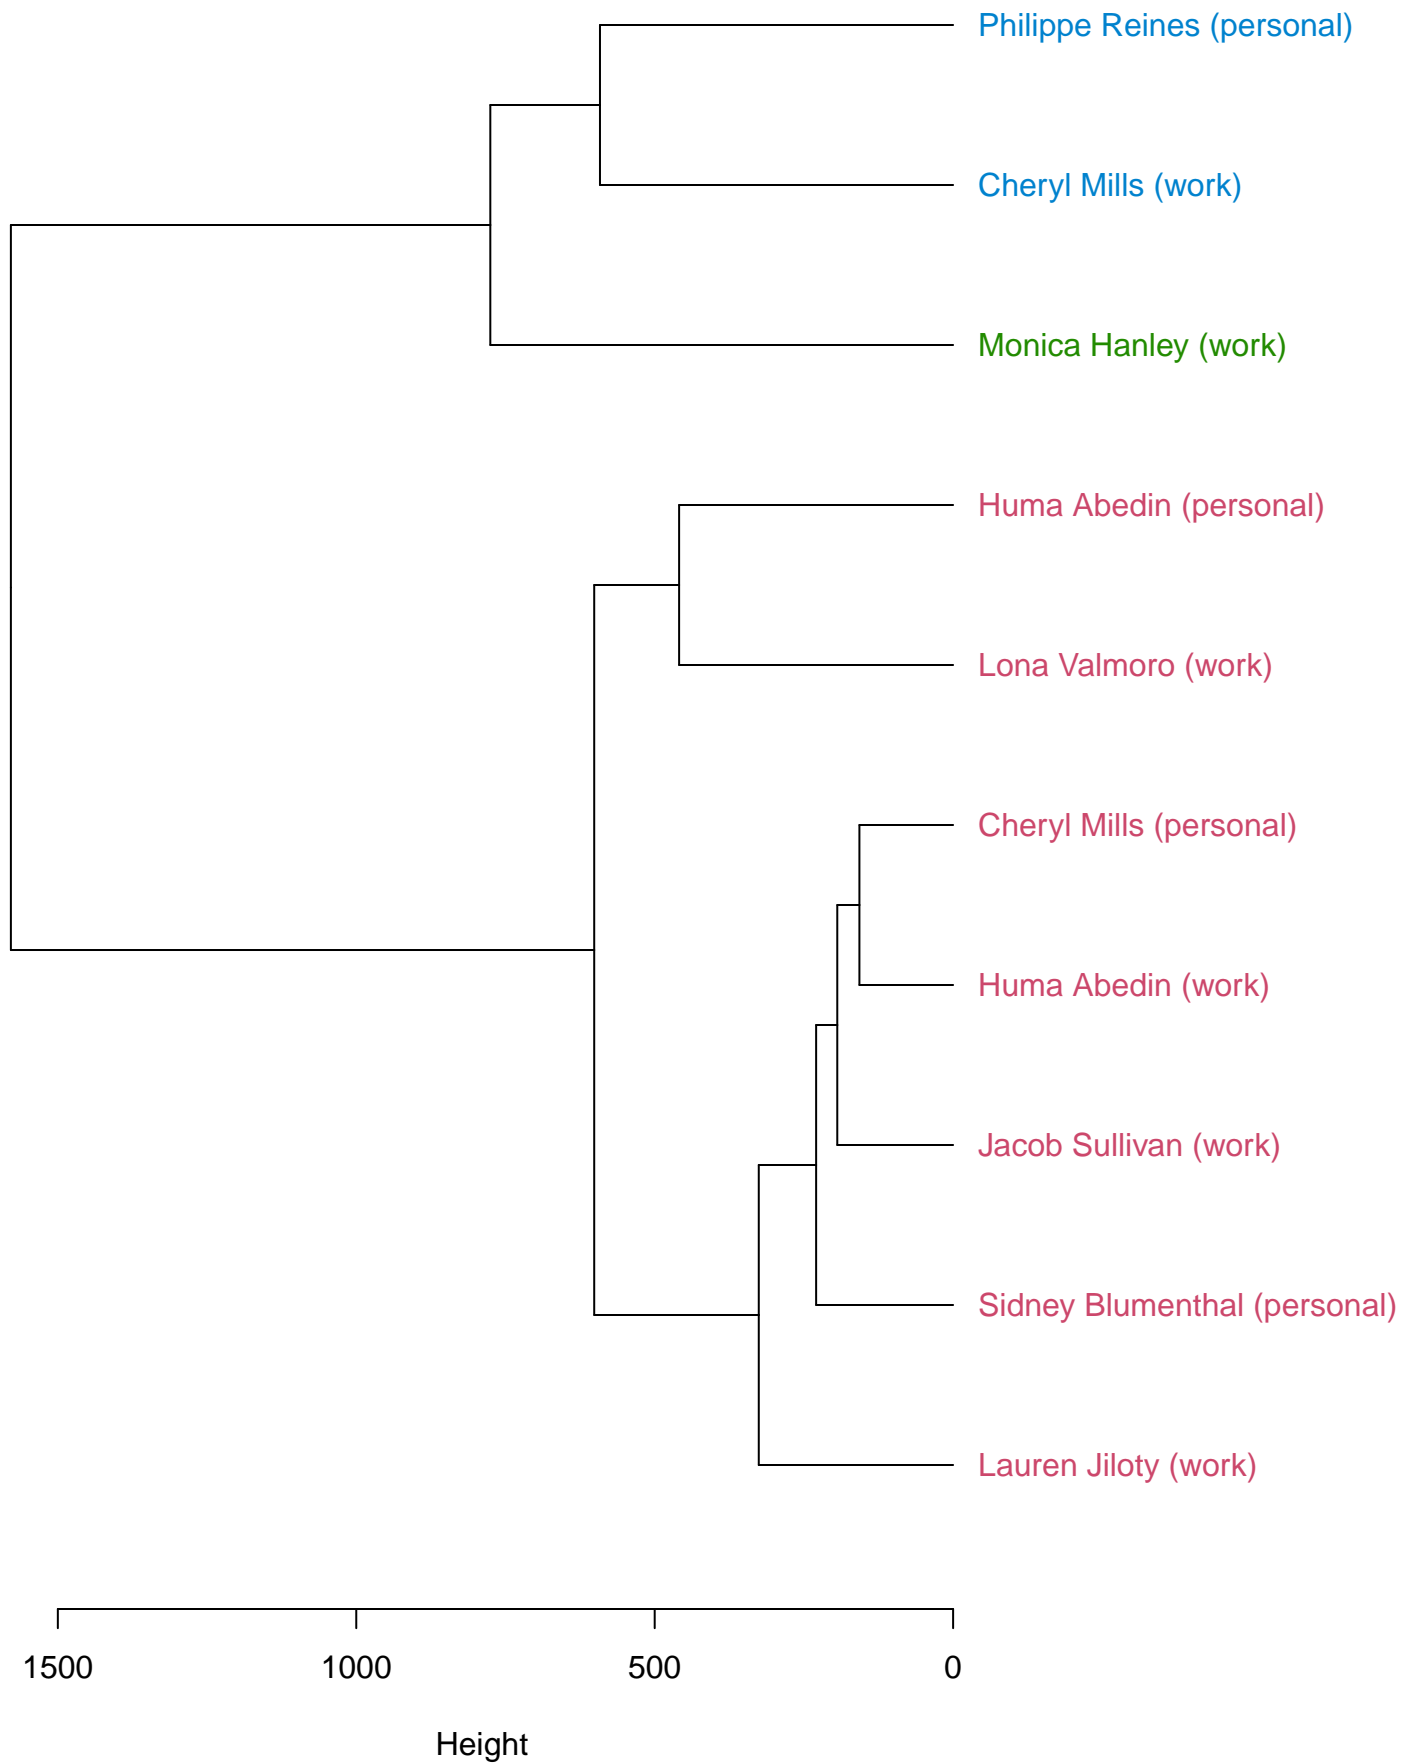 Philippe Reines (personal)
Cheryl Mills (work)
Monica Hanley (work)
Huma Abedin (personal)
Lona Valmoro (work)
Cheryl Mills (personal)
Huma Abedin (work)
Jacob Sullivan (work)
Sidney Blumenthal (personal)
Lauren Jiloty (work)
1500 1000 500 0
Height